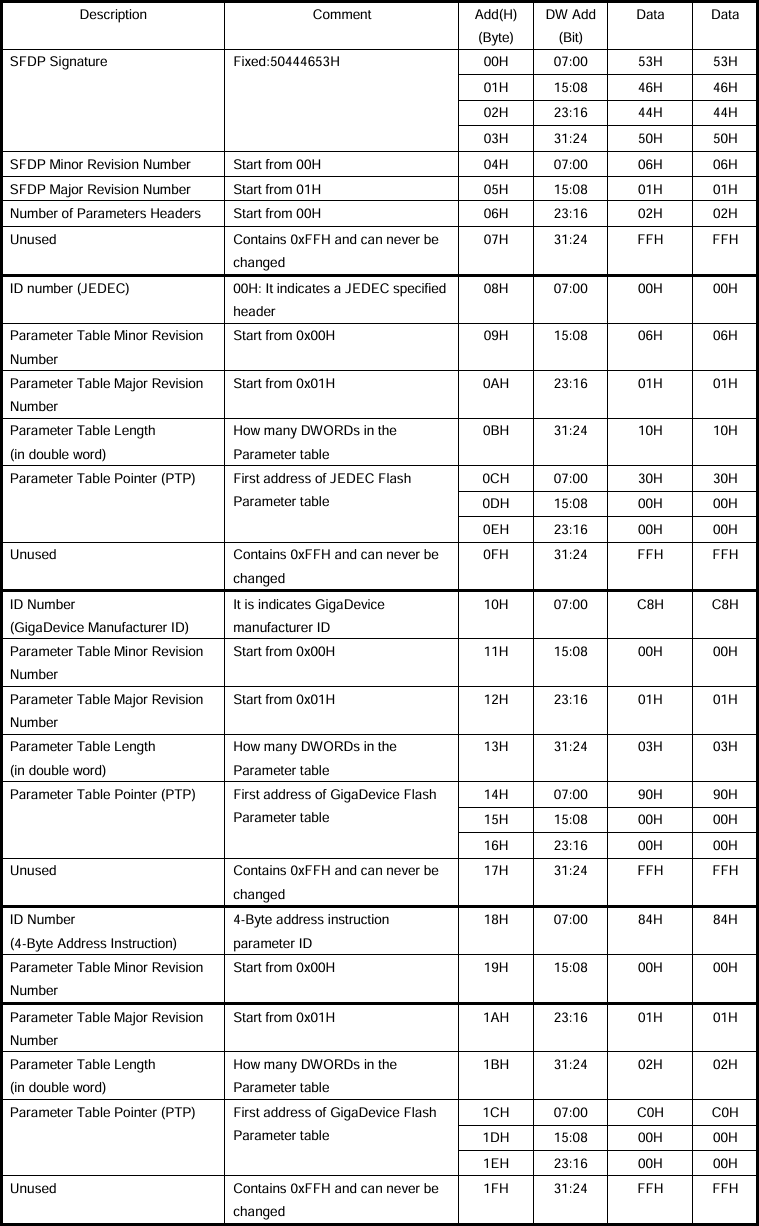 Description Comment Add(H) DW Add Data Data
(Byte) (Bit)
SFDP Signature Fixed:50444653H 00H 07:00 53H 53H
01H 15:08 46H 46H
02H 23:16 44H 44H
03H 31:24 50H 50H
SFDP Minor Revision Number Start from 00H 04H 07:00 06H 06H
SFDP Major Revision Number Start from 01H 05H 15:08 01H 01H
Number of Parameters Headers Start from 00H 06H 23:16 02H 02H
Unused Contains 0xFFH and can never be 07H 31:24 FFH FFH
changed
ID number (JEDEC) 00H: It indicates a JEDEC specified 08H 07:00 00H 00H
header
Parameter Table Minor Revision Start from 0x00H 09H 15:08 06H 06H
Number
Parameter Table Major Revision Start from 0x01H 0AH 23:16 01H 01H
Number
Parameter Table Length How many DWORDs in the 0BH 31:24 10H 10H
(in double word) Parameter table
Parameter Table Pointer (PTP) First address of JEDEC Flash 0CH 07:00 30H 30H
Parameter table 0DH 15:08 00H 00H
0EH 23:16 00H 00H
Unused Contains 0xFFH and can never be 0FH 31:24 FFH FFH
changed
ID Number It is indicates GigaDevice 10H 07:00 C8H C8H
(GigaDevice Manufacturer ID) manufacturer ID
Parameter Table Minor Revision Start from 0x00H 11H 15:08 00H 00H
Number
Parameter Table Major Revision Start from 0x01H 12H 23:16 01H 01H
Number
Parameter Table Length How many DWORDs in the 13H 31:24 03H 03H
(in double word) Parameter table
Parameter Table Pointer (PTP) First address of GigaDevice Flash 14H 07:00 90H 90H
Parameter table 15H 15:08 00H 00H
16H 23:16 00H 00H
Unused Contains 0xFFH and can never be 17H 31:24 FFH FFH
changed
ID Number 4-Byte address instruction 18H 07:00 84H 84H
(4-Byte Address Instruction) parameter ID
Parameter Table Minor Revision Start from 0x00H 19H 15:08 00H 00H
Number
Parameter Table Major Revision Start from 0x01H 1AH 23:16 01H 01H
Number
Parameter Table Length How many DWORDs in the 1BH 31:24 02H 02H
(in double word) Parameter table
Parameter Table Pointer (PTP) First address of GigaDevice Flash 1CH 07:00 C0H C0H
Parameter table 1DH 15:08 00H 00H
1EH 23:16 00H 00H
Unused Contains 0xFFH and can never be 1FH 31:24 FFH FFH
changed